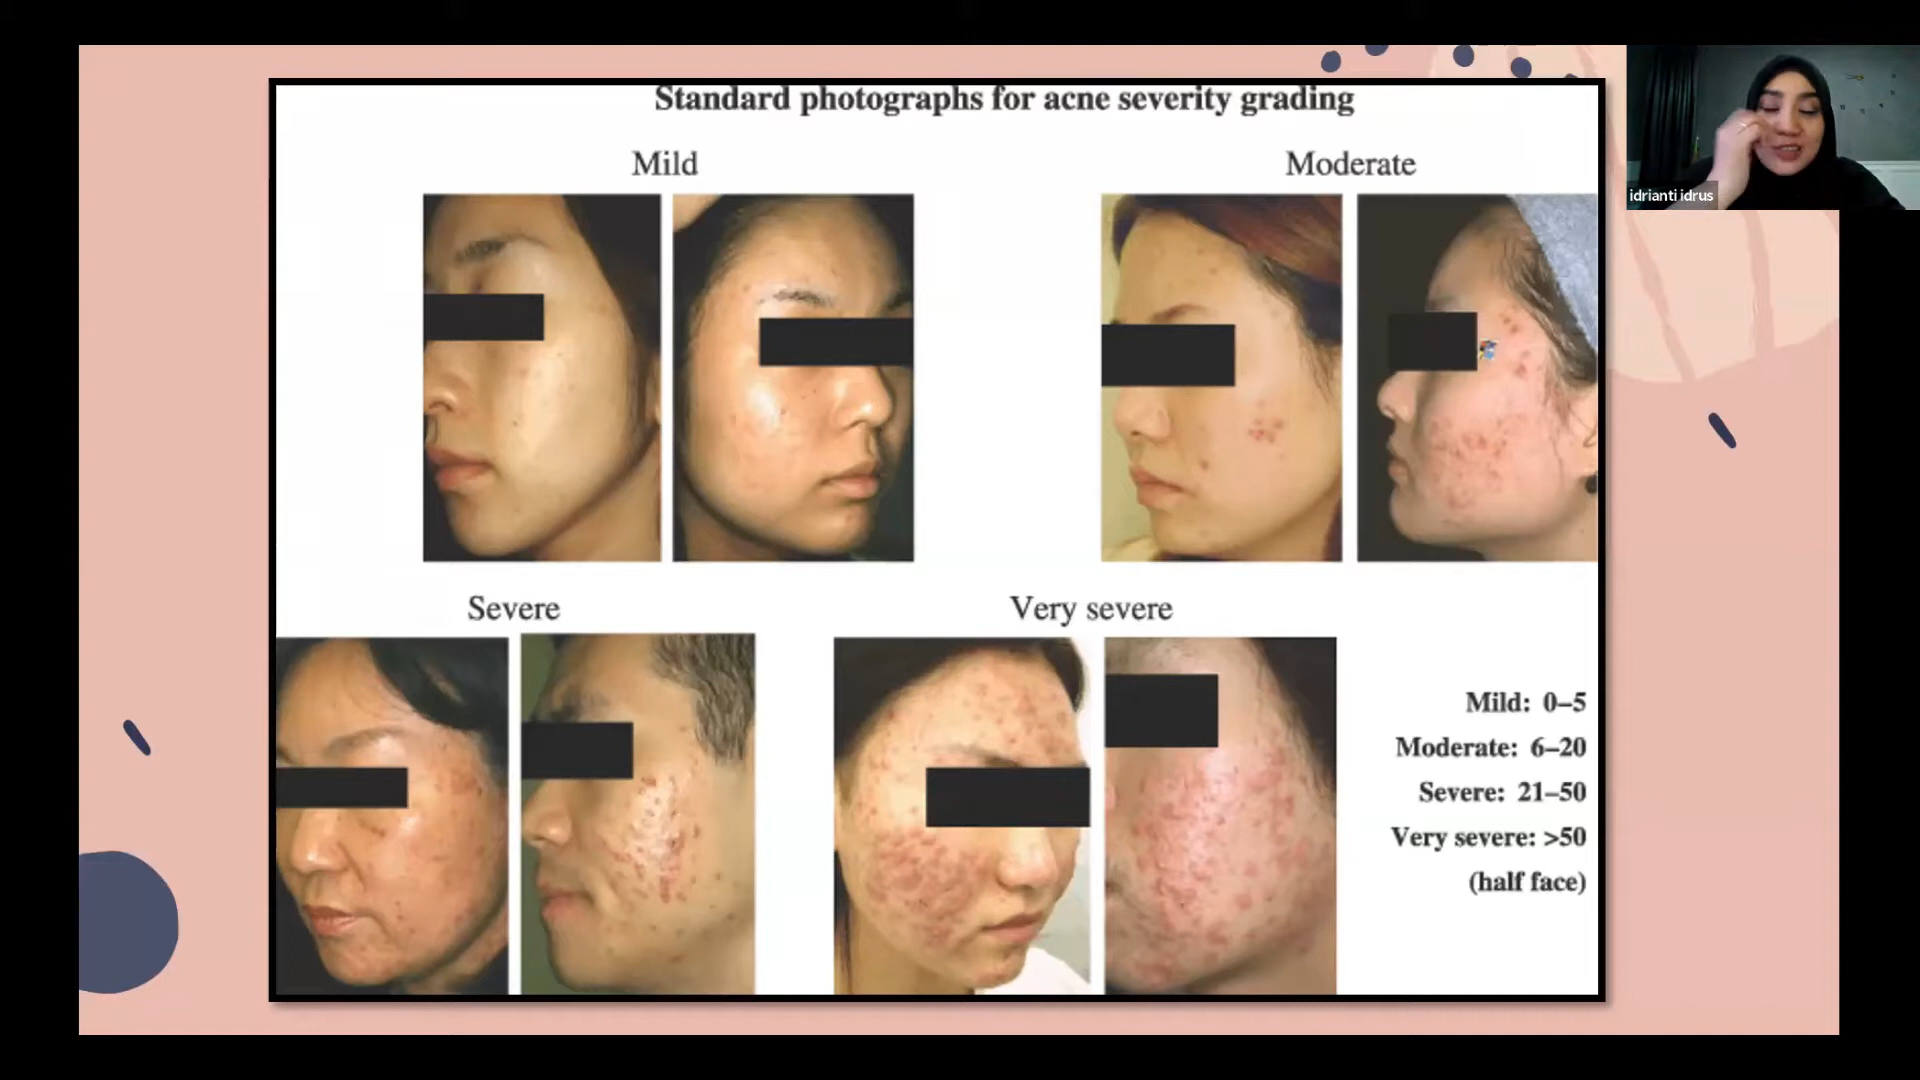 Standard photographs for acne severity grading
Mild
Moderate
Severe
Very severe
Mild: 0–5
Moderate: 6–20
Severe: 21–50
Very severe: >50
(half face)
idrianti idrus